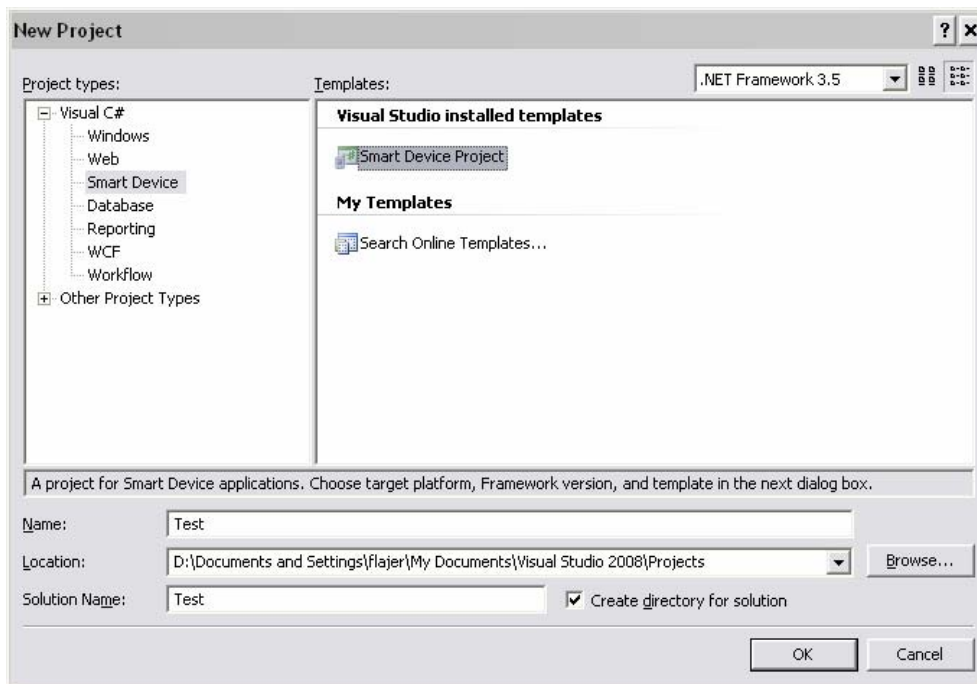 New Project
Project types:
Templates:
.NET Framework 3.5
Visual C#
Windows
Web
Smart Device
Database
Reporting
WCF
Workflow
Other Project Types
Visual Studio installed templates
Smart Device Project
My Templates
Search Online Templates...
A project for Smart Device applications. Choose target platform, Framework version, and template in the next dialog box.
Name:
Test
Location:
D:\Documents and Settings\flajer\My Documents\Visual Studio 2008\Projects
Browse...
Solution Name:
Test
Create directory for solution
OK
Cancel